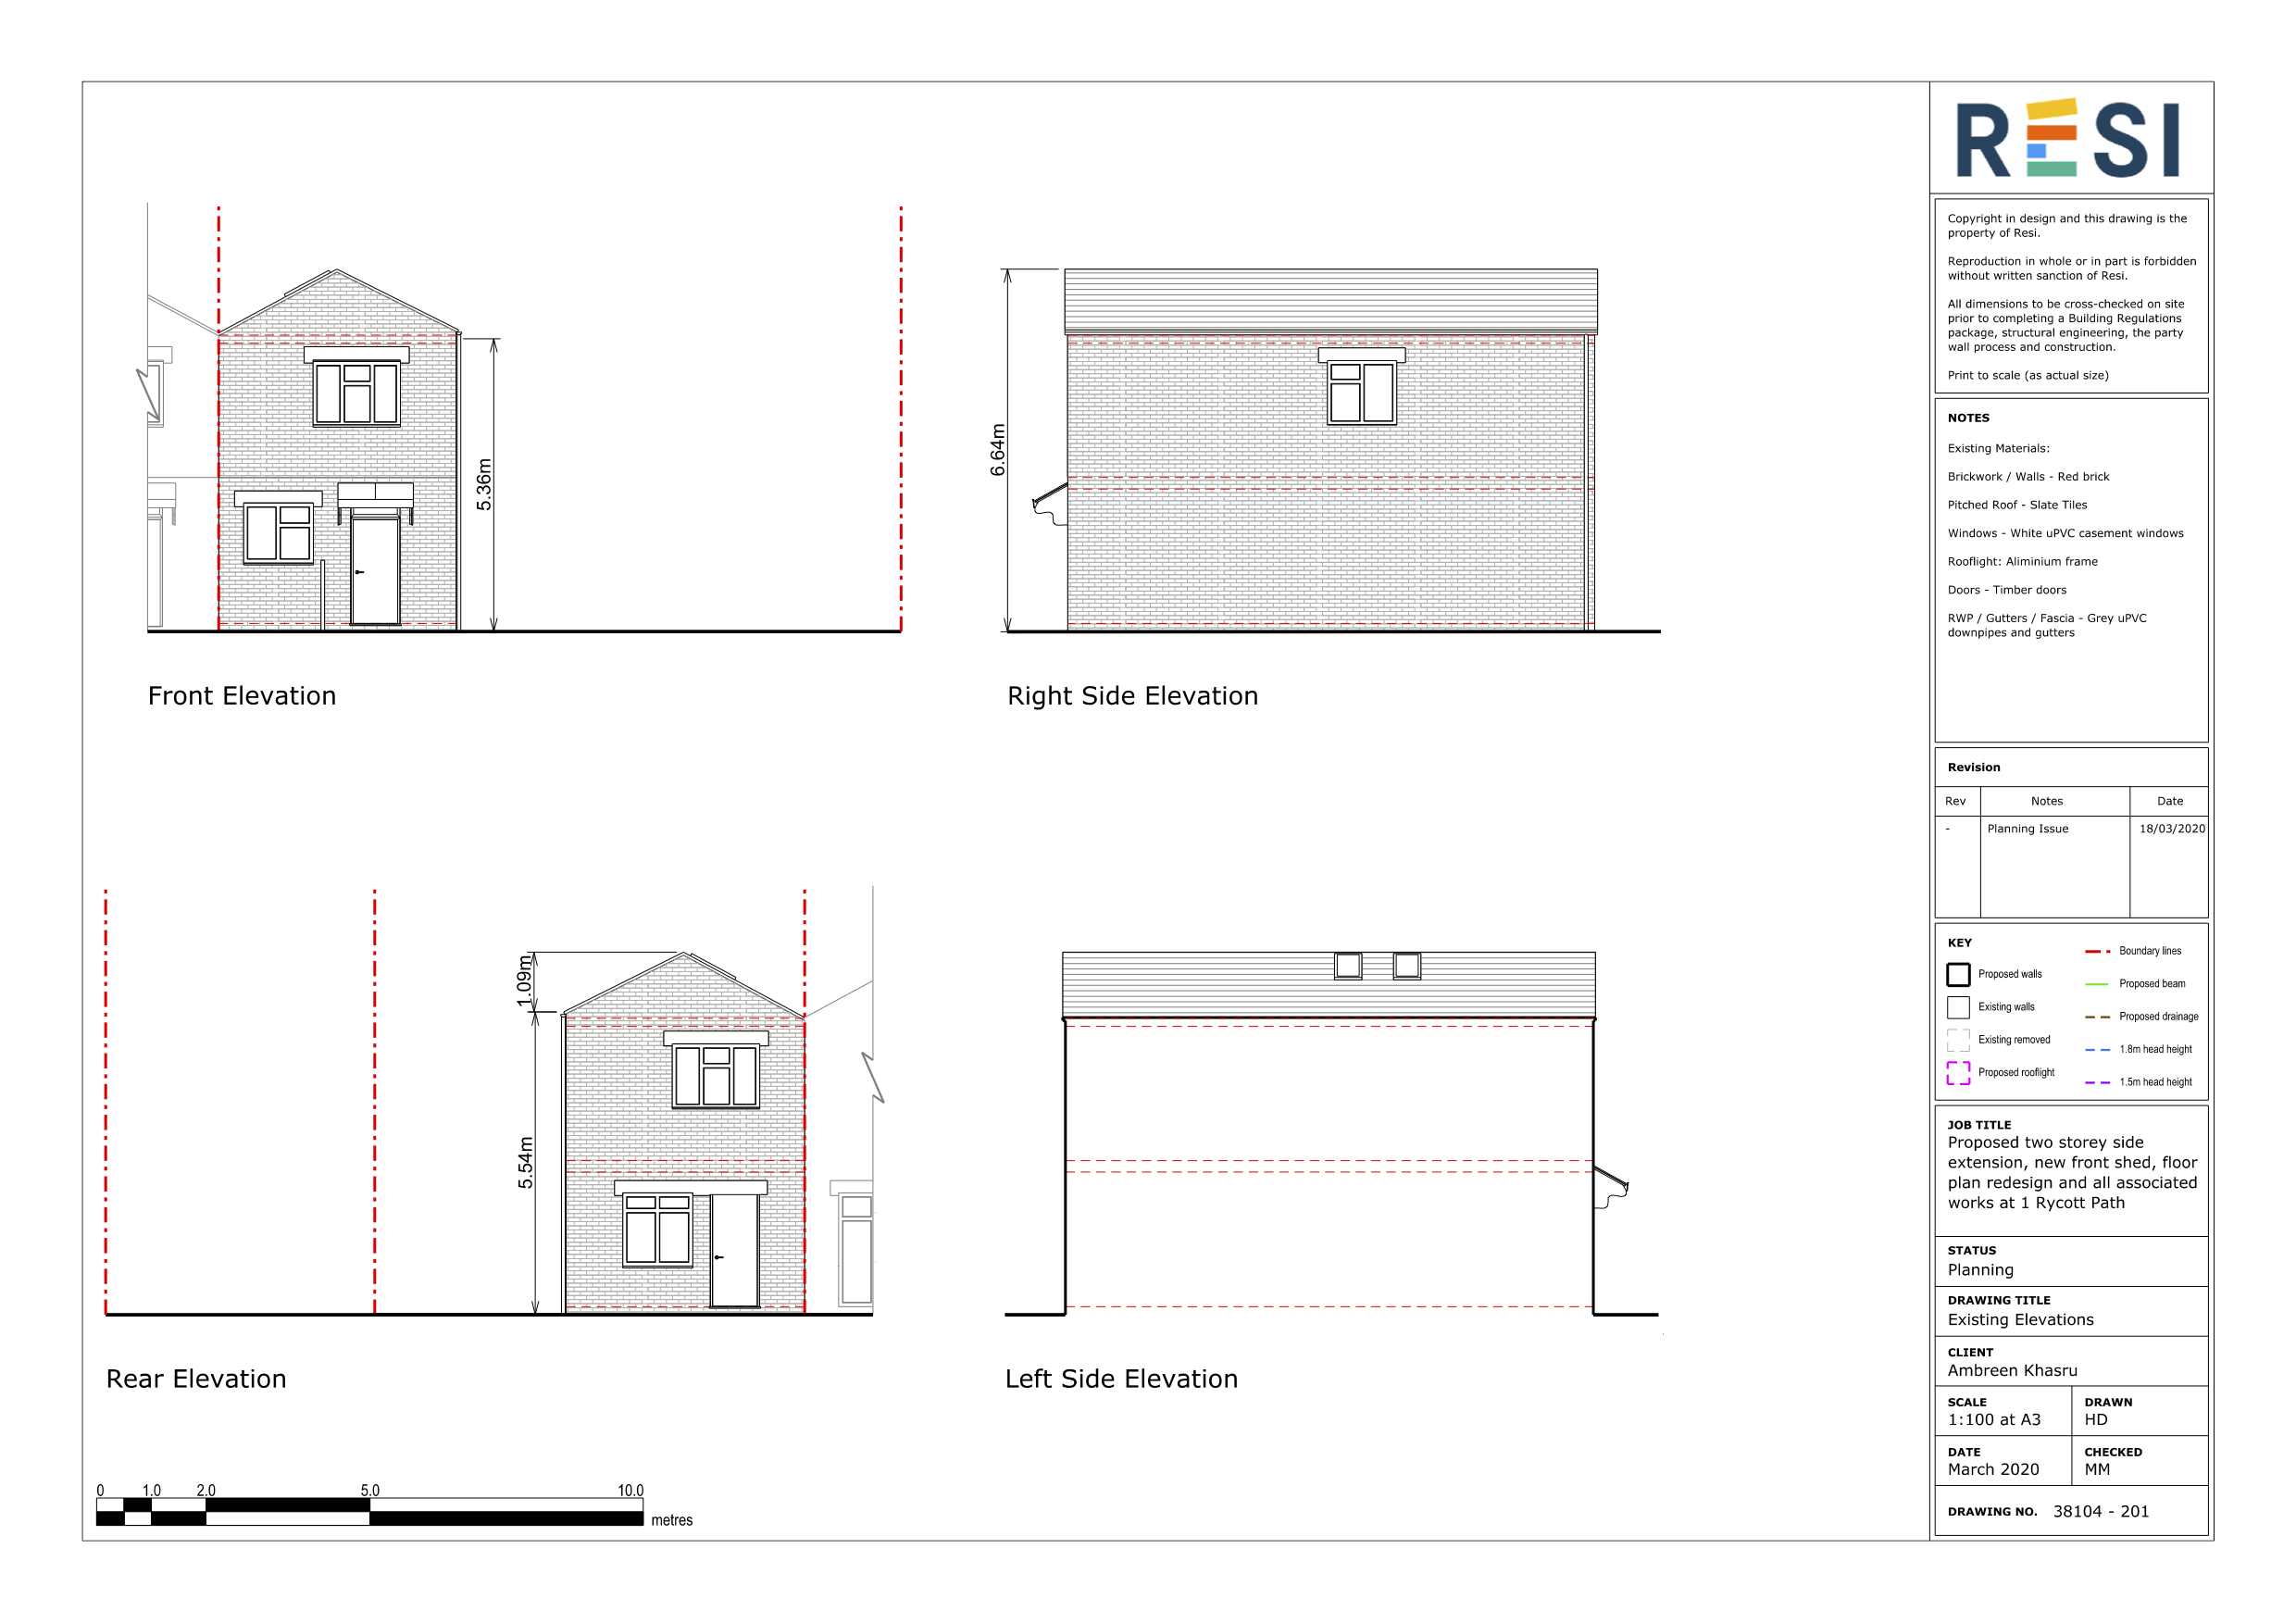 RESI
Copyright in design and this drawing is the
property of Resi.
Reproduction in whole or in part is forbidden
without written sanction of Resi.
All dimensions to be cross-checked on site
prior to completing a Building Regulations
package, structural engineering, the party
wall process and construction.
Print to scale (as actual size)
NOTES
Existing Materials:
Brickwork / Walls - Red brick
Pitched Roof - Slate Tiles
Windows - White uPVC casement windows
Rooflight: Aliminium frame
Doors - Timber doors
RWP / Gutters / Fascia - Grey uPVC
downpipes and gutters
5.36m
6.64m
Front Elevation
Right Side Elevation
Revision
Rev Notes Date
- Planning Issue 18/03/2020
KEY
Proposed walls
Existing walls
Existing removed
Proposed rooflight
Boundary lines
Proposed beam
Proposed drainage
1.8m head height
1.5m head height
1.09m
5.54m
Rear Elevation
Left Side Elevation
JOB TITLE
Proposed two storey side
extension, new front shed, floor
plan redesign and all associated
works at 1 Rycott Path
STATUS
Planning
DRAWING TITLE
Existing Elevations
CLIENT
Ambreen Khasru
SCALE
1:100 at A3
DRAWN
HD
DATE
March 2020
CHECKED
MM
DRAWING NO. 38104 - 201
0 1.0 2.0 5.0 10.0
metres